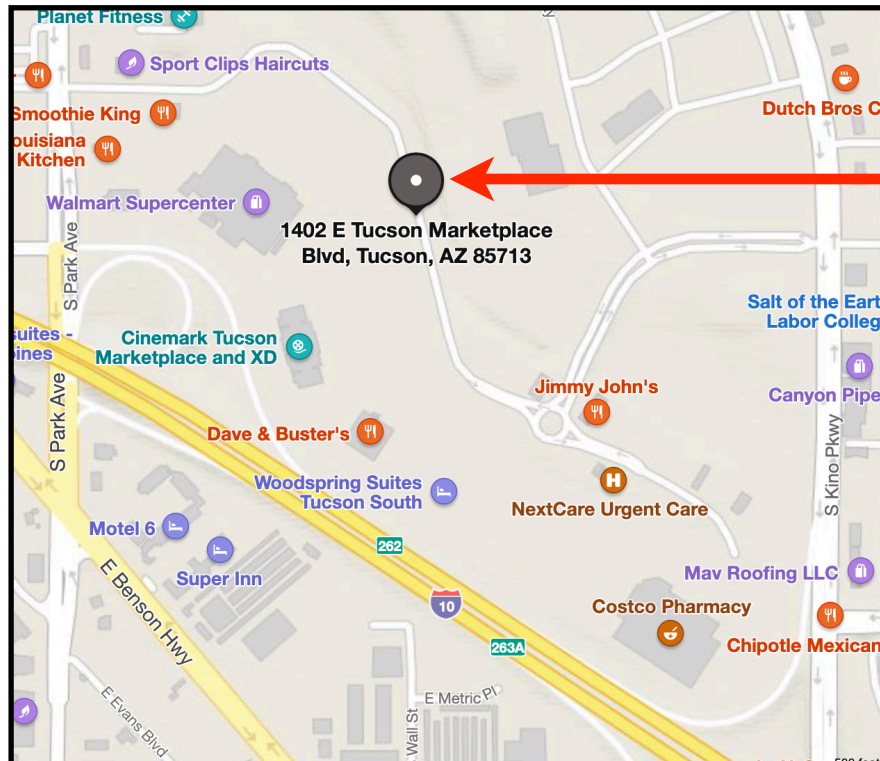 Planet Fitness
Sport Clips Haircuts
Smoothie King
ouisiana
Kitchen
Dutch Bros C
Walmart Supercenter
1402 E Tucson Marketplace
Blvd, Tucson, AZ 85713
S Park Ave
Salt of the Eart
Labor Colleg
suites -
Cinemark Tucson
Marketplace and XD
Canyon Pipe
Jimmy John's
S Park Ave
Dave & Buster's
S Kino Pkwy
Woodspring Suites
Tucson South
NextCare Urgent Care
H
Motel 6
262
Super Inn
Mav Roofing LLC
E Benson Hwy
10
Costco Pharmacy
263A
Chipotle Mexican
E Metric Pl
E Evans Blvd
Wall St